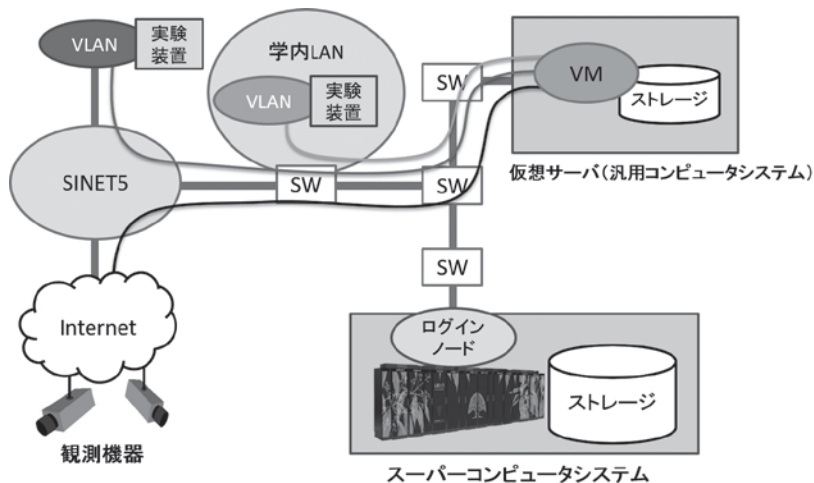 VLAN
実験
装置
学内LAN
VLAN
実験
装置
SW
VM
ストレージ
仮想サーバ(汎用コンピュータシステム)
SINET5
SW
SW
SW
Internet
観測機器
ログイン
ノード
ストレージ
スーパーコンピュータシステム